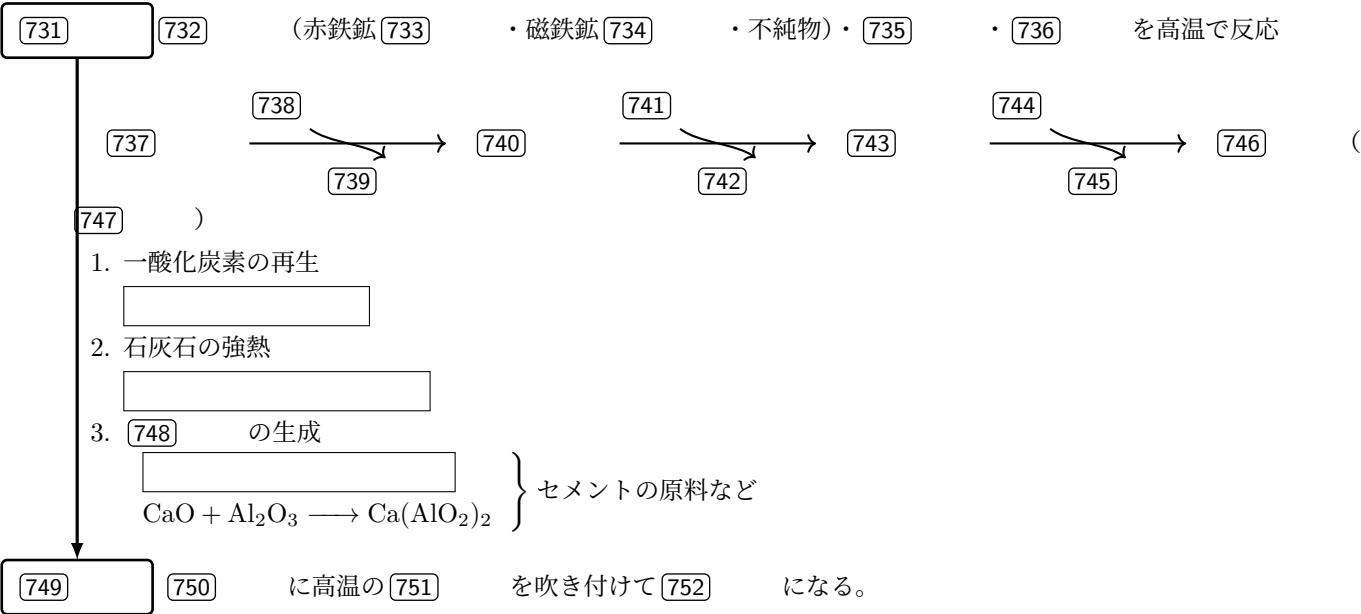 731 732 （赤鉄鉱 733 ・磁鉄鉱 734 ・不純物）・ 735 ・ 736 を高温で反応
738 741 744
737 740 743 746 （
739 742 745
747 ）
1. 一酸化炭素の再生
2. 石灰石の強熱
3. 748 の生成
セメントの原料など
CaO + Al₂O₃ ⟶ Ca(AlO₂)₂
749 750 に高温の 751 を吹き付けて 752 になる。